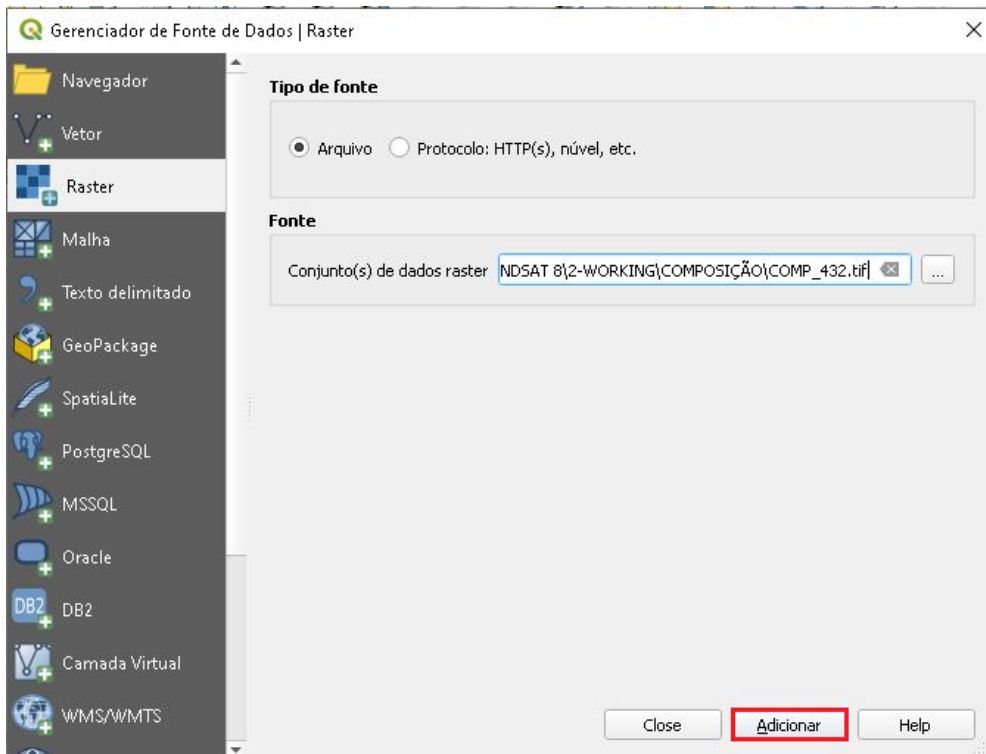 Gerenciador de Fonte de Dados | Raster
Navegador
Vetor
Raster
Malha
Texto delimitado
GeoPackage
SpatiaLite
PostgreSQL
MSSQL
Oracle
DB2
DB2
Camada Virtual
WMS/WMTS
Tipo de fonte
Arquivo
Protocolo: HTTP(s), núvel, etc.
Fonte
Conjunto(s) de dados raster NDSAT 8\2-WORKING\COMPOSIÇÃO\COMP_432.tif ...
Close Adicionar Help